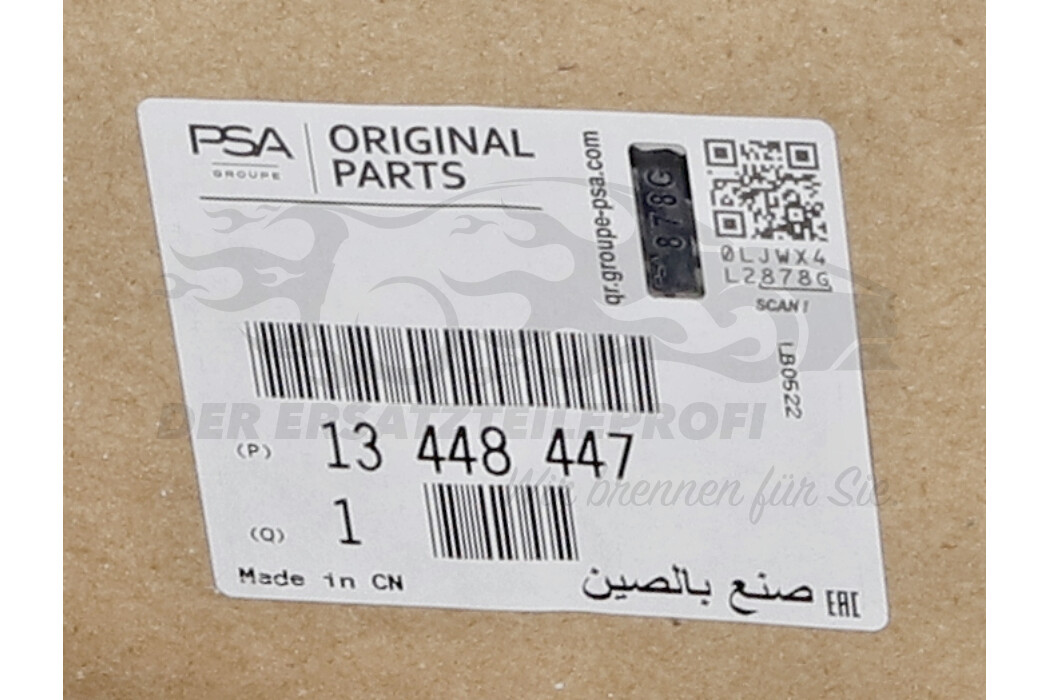 PSA
GROUPE
ORIGINAL
PARTS
qr.groupe-psa.com
878G
0LJWX4
L2878G
SCAN !
LB0522
DER ERSATZTEILEPROFI
(P) 13 448 447
Wir brennen für Sie
(Q) 1
Made in CN
صنع بالصين
EAC